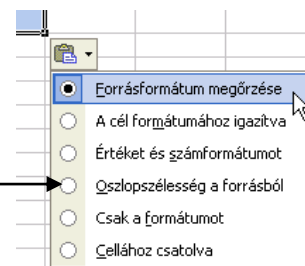 Forrásformátum megőrzése
A cél formátumához igazítva
Értéket és számformátumot
Oszlopszélesség a forrásból
Csak a formátumot
Cellához csatolva